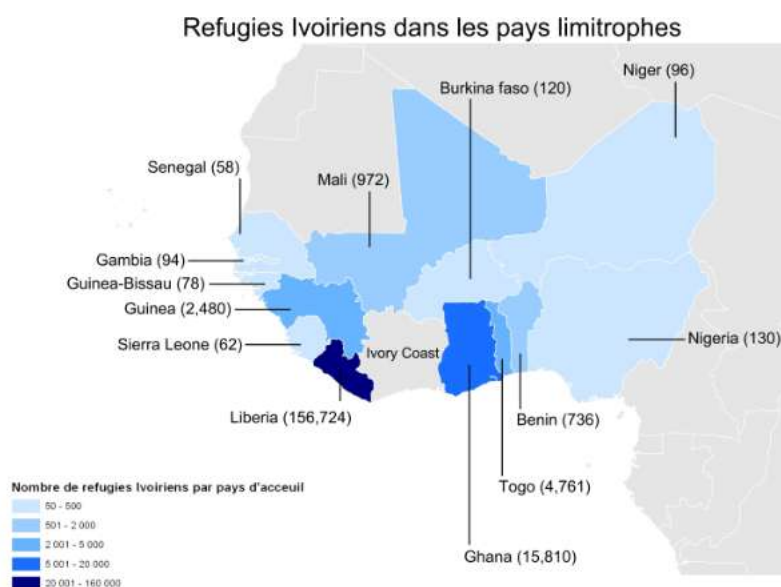 Refugies Ivoiriens dans les pays limitrophes
Niger (96)
Burkina faso (120)
Senegal (58)
Mali (972)
Gambia (94)
Guinea-Bissau (78)
Guinea (2,480)
Sierra Leone (62)
Ivory Coast
Nigeria (130)
Liberia (156,724)
Benin (736)
Togo (4,761)
Ghana (15,810)
Nombre de refugies Ivoiriens par pays d'acceuil
50 - 500
501 - 2 000
2 001 - 5 000
5 001 - 20 000
20 001 - 160 000